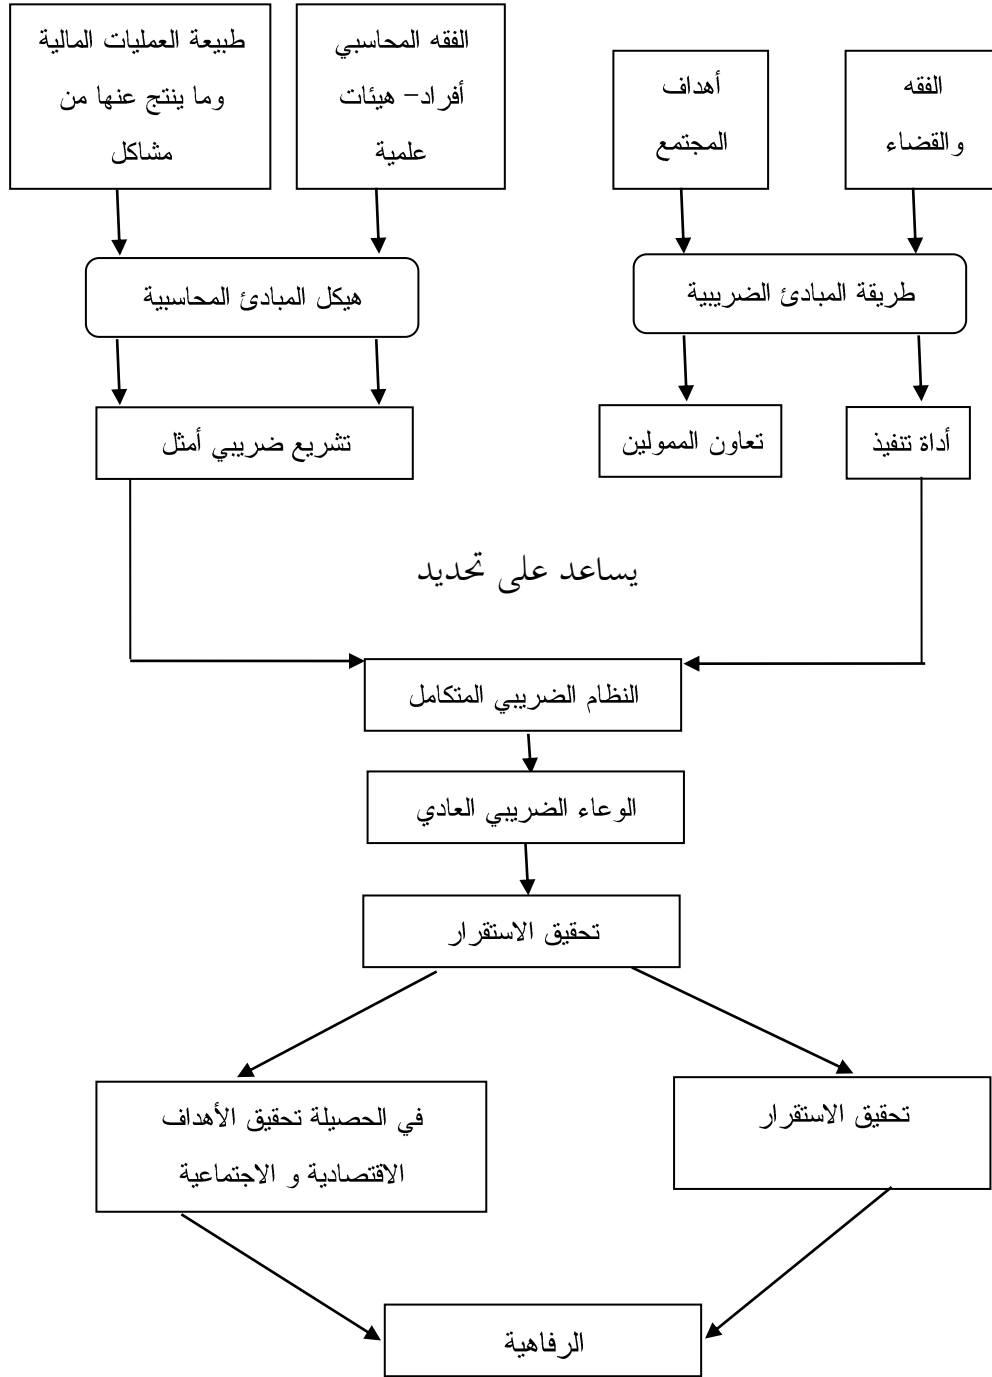 الفقه
والقضاء
أهداف
المجتمع
الفقه المحاسبي
أفراد– هيئات
علمية
طبيعة العمليات المالية
وما ينتج عنها من
مشاكل
طريقة المبادئ الضريبية
هيكل المبادئ المحاسبية
أداة تنفيذ
تعاون الممولين
تشريع ضريبي أمثل
يساعد على تحديد
النظام الضريبي المتكامل
الوعاء الضريبي العادي
تحقيق الاستقرار
تحقيق الاستقرار
في الحصيلة تحقيق الأهداف
الاقتصادية و الاجتماعية
الرفاهية